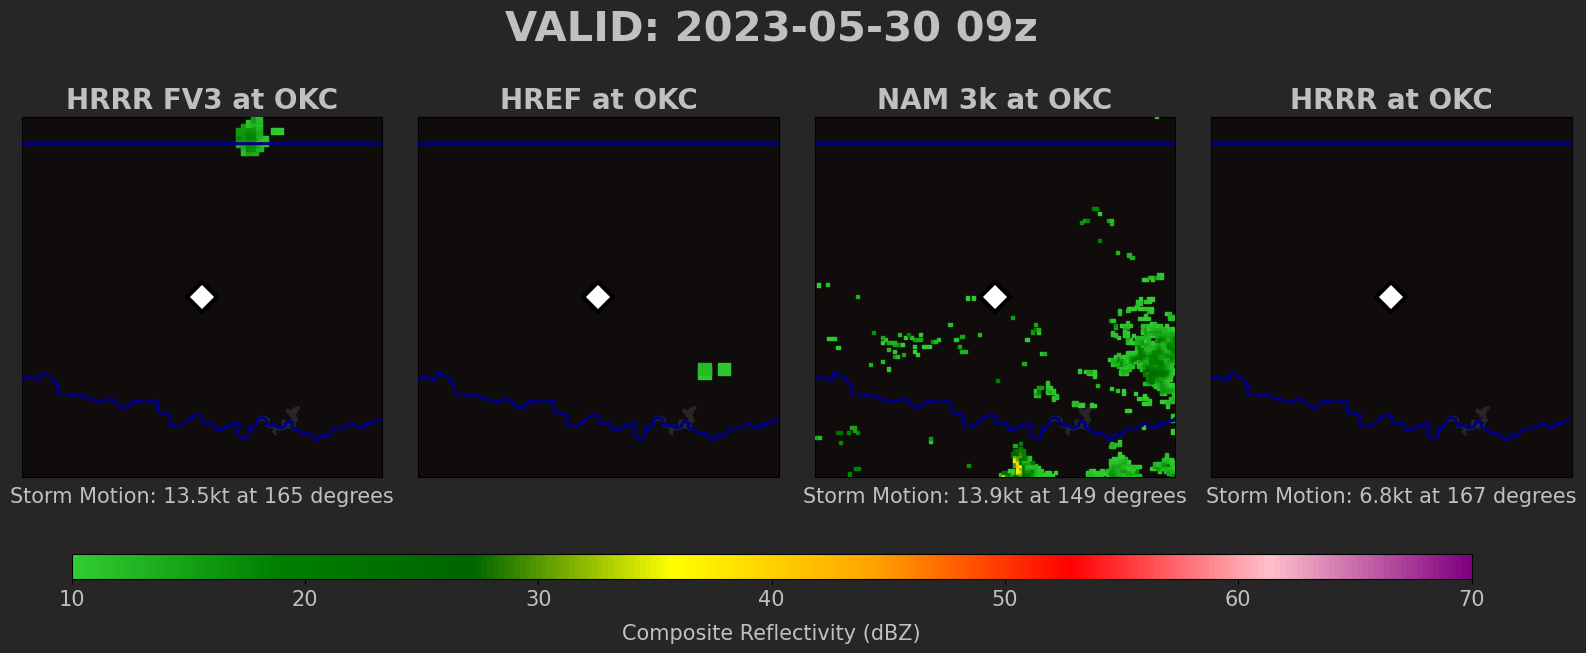 VALID: 2023-05-30 09z
HRRR FV3 at OKC
HREF at OKC
NAM 3k at OKC
HRRR at OKC
Storm Motion: 13.5kt at 165 degrees
Storm Motion: 13.9kt at 149 degrees
Storm Motion: 6.8kt at 167 degrees
10 20 30 40 50 60 70
Composite Reflectivity (dBZ)